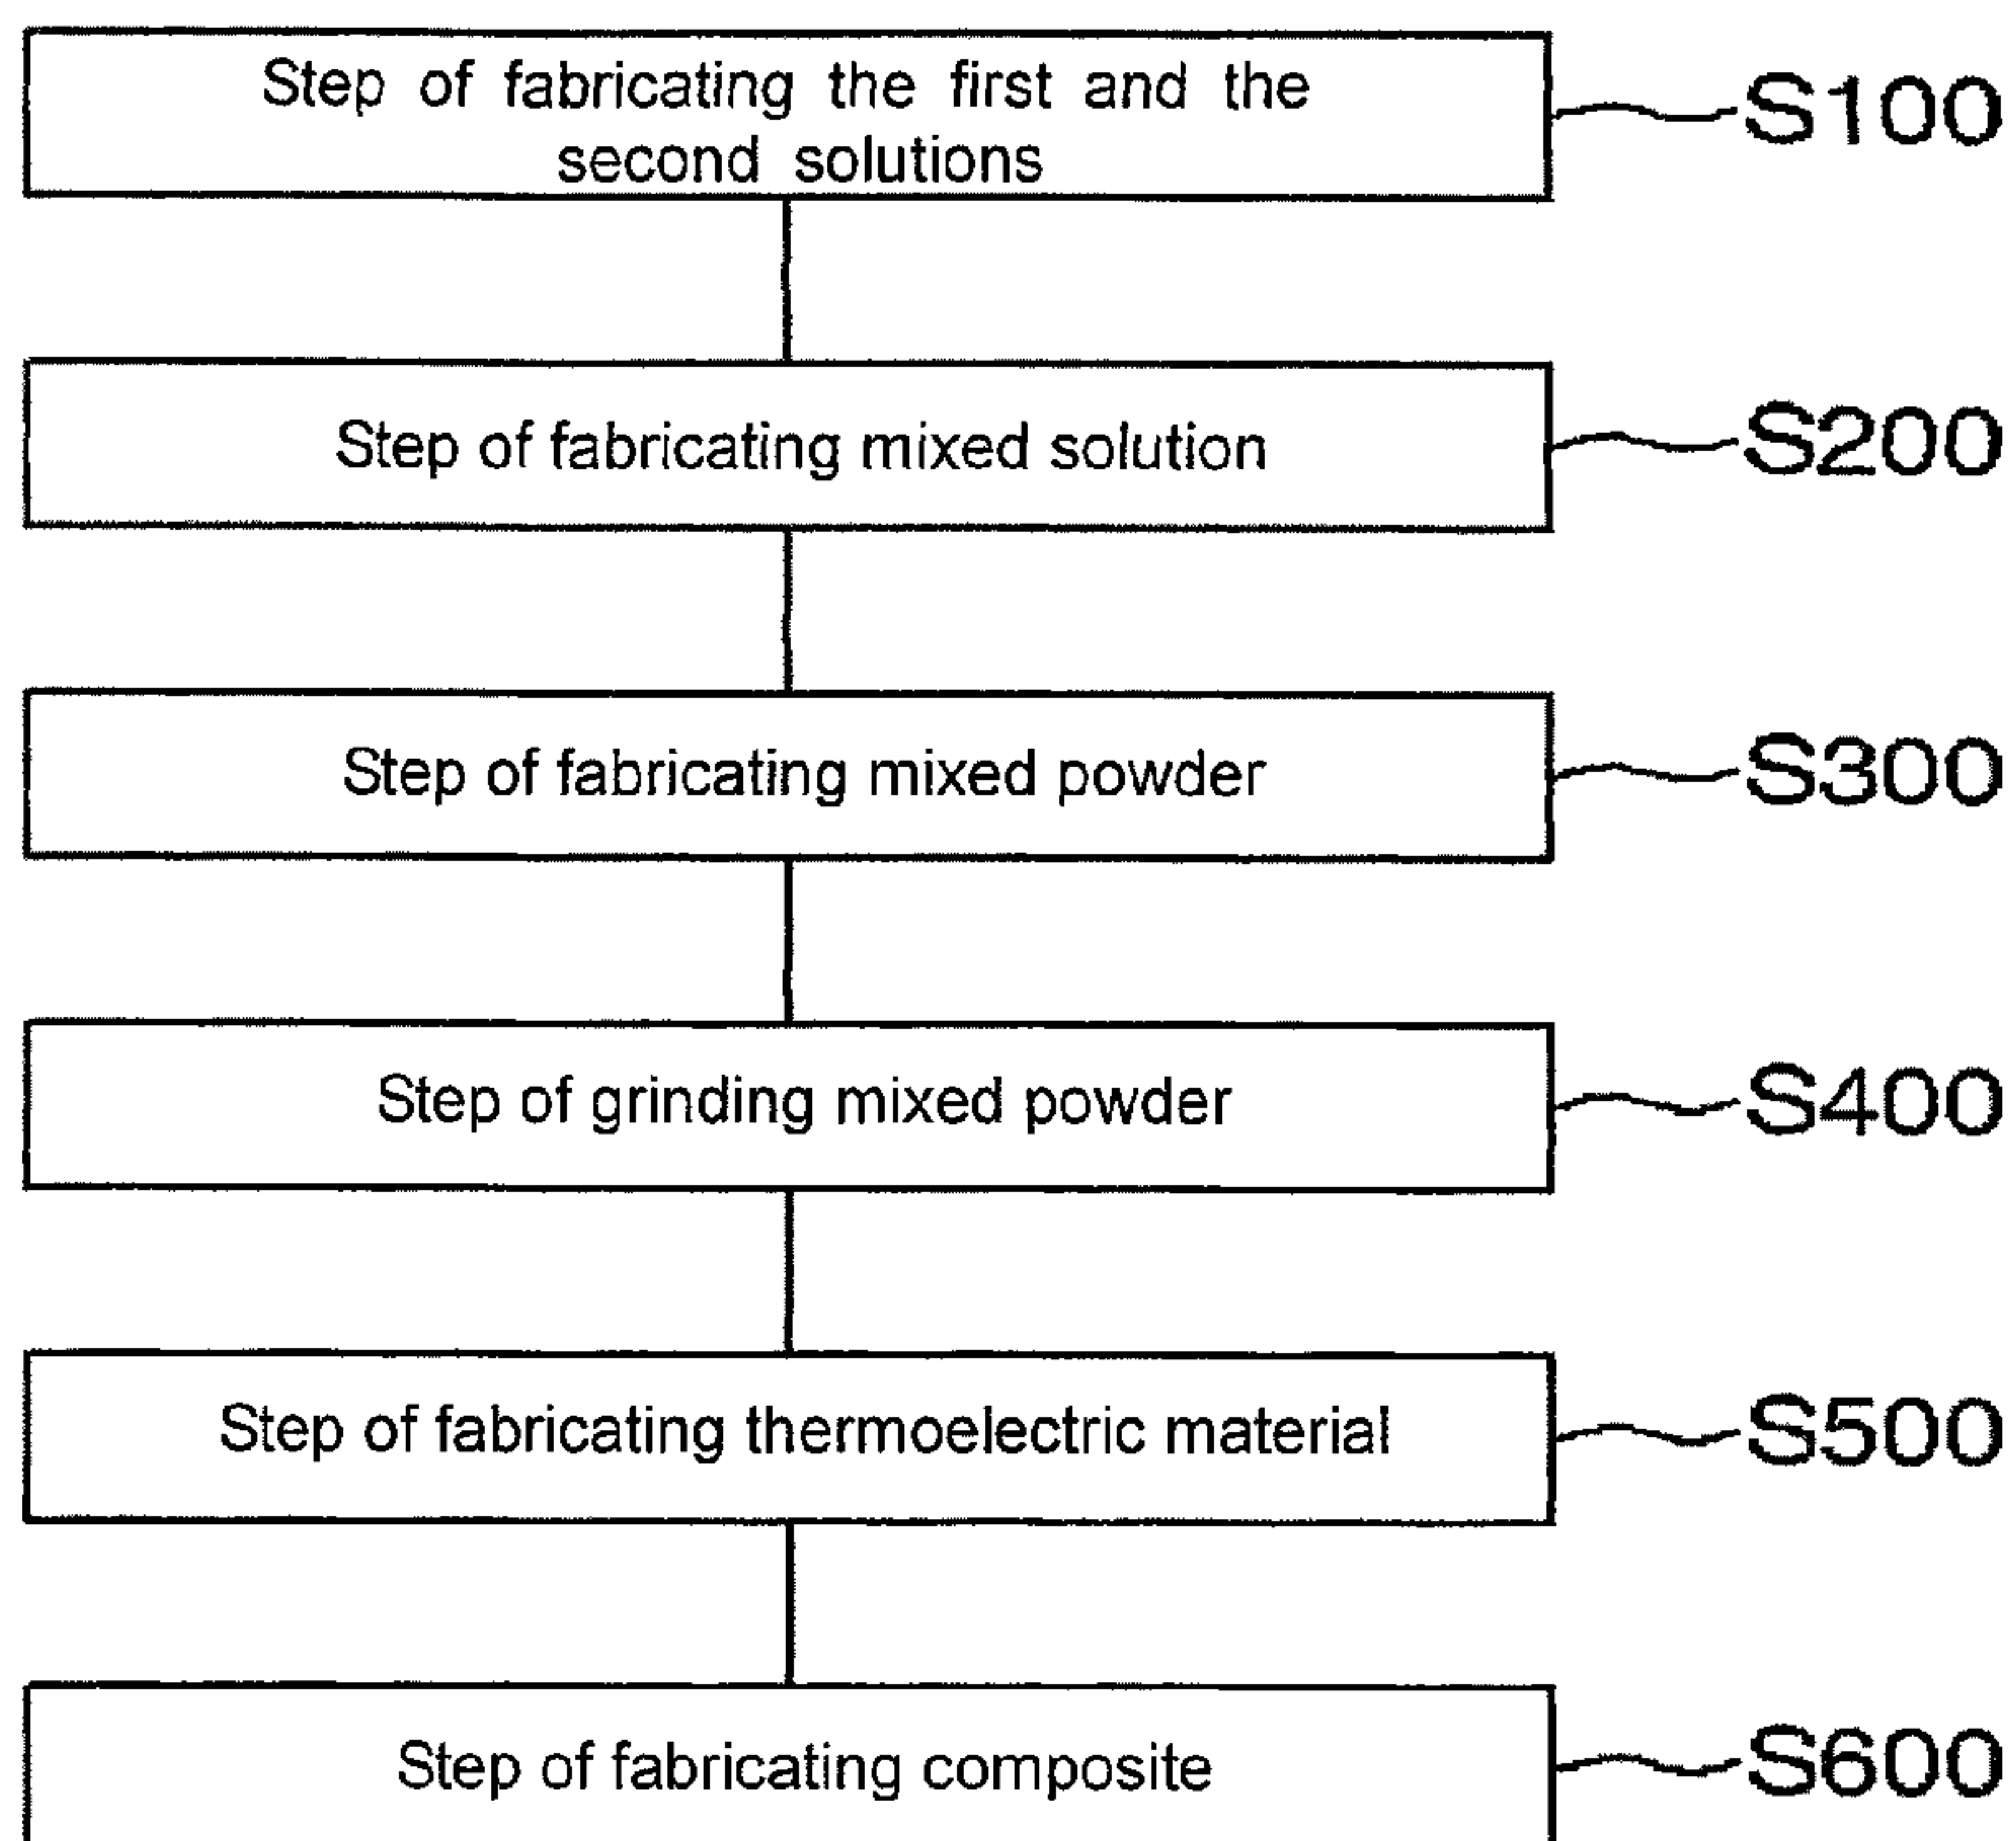 Step of fabricating the first and the
second solutions
S100
Step of fabricating mixed solution
S200
Step of fabricating mixed powder
S300
Step of grinding mixed powder
S400
Step of fabricating thermoelectric material
S500
Step of fabricating composite
S600